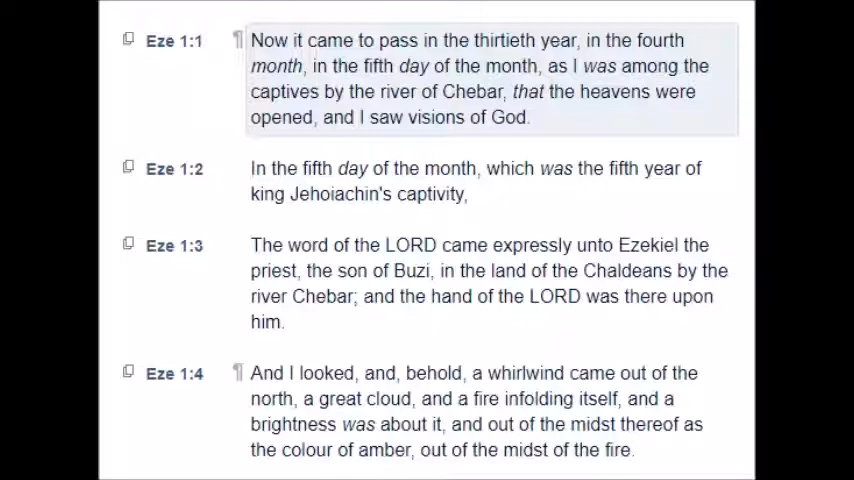 Eze 1:1 ¶ Now it came to pass in the thirtieth year, in the fourth
month, in the fifth day of the month, as I was among the
captives by the river of Chebar, that the heavens were
opened, and I saw visions of God.
Eze 1:2 In the fifth day of the month, which was the fifth year of
king Jehoiachin's captivity,
Eze 1:3 The word of the LORD came expressly unto Ezekiel the
priest, the son of Buzi, in the land of the Chaldeans by the
river Chebar; and the hand of the LORD was there upon
him.
Eze 1:4 ¶ And I looked, and, behold, a whirlwind came out of the
north, a great cloud, and a fire infolding itself, and a
brightness was about it, and out of the midst thereof as
the colour of amber, out of the midst of the fire.